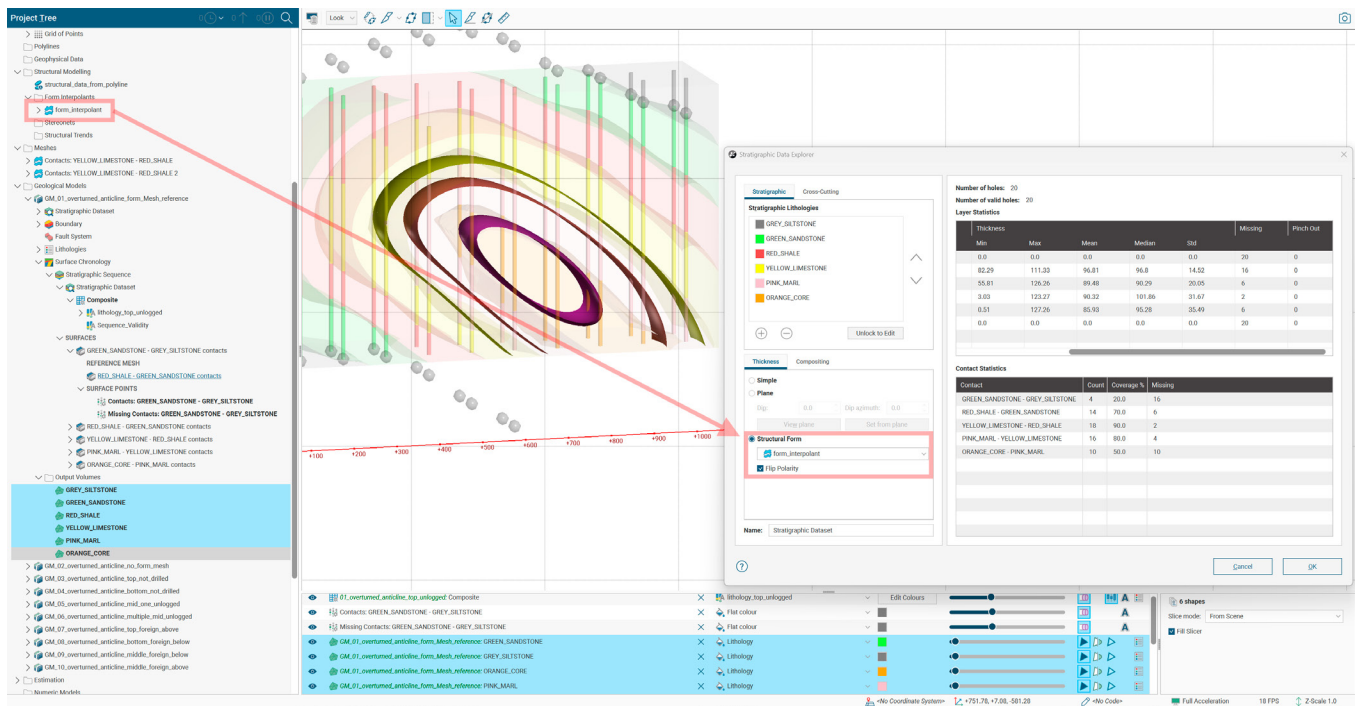 Project Tree
0
0
0
Look
Grid of Points
Polylines
Geophysical Data
Structural Modelling
structural_data_from_polyline
Form Interpolants
form_interpolant
Stereonets
Structural Trends
Meshes
Contacts: YELLOW_LIMESTONE - RED_SHALE
Contacts: YELLOW_LIMESTONE - RED_SHALE 2
Geological Models
GM_01_overturned_anticline_form_Mesh_reference
Stratigraphic Dataset
Boundary
Fault System
Lithologies
Surface Chronology
Stratigraphic Sequence
Stratigraphic Dataset
Composite
lithology_top_unlogged
Sequence_Validity
SURFACES
GREEN_SANDSTONE - GREY_SILTSTONE contacts
REFERENCE MESH
RED_SHALE - GREEN_SANDSTONE contacts
SURFACE POINTS
Contacts: GREEN_SANDSTONE - GREY_SILTSTONE
Missing Contacts: GREEN_SANDSTONE - GREY_SILTSTONE
RED_SHALE - GREEN_SANDSTONE contacts
YELLOW_LIMESTONE - RED_SHALE contacts
PINK_MARL - YELLOW_LIMESTONE contacts
ORANGE_CORE - PINK_MARL contacts
Output Volumes
GREY_SILTSTONE
GREEN_SANDSTONE
RED_SHALE
YELLOW_LIMESTONE
PINK_MARL
ORANGE_CORE
GM_02_overturned_anticline_no_form_mesh
GM_03_overturned_anticline_top_not_drilled
GM_04_overturned_anticline_bottom_not_drilled
GM_05_overturned_anticline_mid_one_unlogged
GM_06_overturned_anticline_multiple_mid_unlogged
GM_07_overturned_anticline_top_foreign_above
GM_08_overturned_anticline_bottom_foreign_below
GM_09_overturned_anticline_middle_foreign_below
GM_10_overturned_anticline_middle_foreign_above
Estimation
Numeric Models
+100 +200 +300 +400 +500 +600 +700 +800 +900 +1000
Stratigraphic Data Explorer
Stratigraphic Cross-Cutting
Stratigraphic Lithologies
GREY_SILTSTONE
GREEN_SANDSTONE
RED_SHALE
YELLOW_LIMESTONE
PINK_MARL
ORANGE_CORE
Unlock to Edit
Thickness Compositing
Simple
Plane
Dip: 0.0 Dip azimuth: 0.0
View plane Set from plane
Structural Form
form_interpolant
Flip Polarity
Name: Stratigraphic Dataset
Number of holes: 20
Number of valid holes: 20
Layer Statistics
Thickness Missing Pinch Out
Min Max Mean Median Std
0.0 0.0 0.0 0.0 0.0 20 0
82.29 111.33 96.81 96.8 14.52 16 0
55.81 126.26 89.48 90.29 20.05 6 0
3.03 123.27 90.32 101.86 31.67 2 0
0.51 127.26 85.93 95.28 35.49 6 0
0.0 0.0 0.0 0.0 0.0 20 0
Contact Statistics
Contact Count Coverage % Missing
GREEN_SANDSTONE - GREY_SILTSTONE 4 20.0 16
RED_SHALE - GREEN_SANDSTONE 14 70.0 6
YELLOW_LIMESTONE - RED_SHALE 18 90.0 2
PINK_MARL - YELLOW_LIMESTONE 16 80.0 4
ORANGE_CORE - PINK_MARL 10 50.0 10
Cancel OK
01_overturned_anticline_top_unlogged: Composite lithology_top_unlogged Edit Colours
Contacts: GREEN_SANDSTONE - GREY_SILTSTONE Flat colour
Missing Contacts: GREEN_SANDSTONE - GREY_SILTSTONE Flat colour
GM_01_overturned_anticline_form_Mesh_reference: GREEN_SANDSTONE Lithology
GM_01_overturned_anticline_form_Mesh_reference: GREY_SILTSTONE Lithology
GM_01_overturned_anticline_form_Mesh_reference: ORANGE_CORE Lithology
GM_01_overturned_anticline_form_Mesh_reference: PINK_MARL Lithology
6 shapes
Slice mode: From Scene
Fill Slicer
<No Coordinate System> +751.78, +7.08, -581.28 <No Code> Full Acceleration 18 FPS Z-Scale 1.0